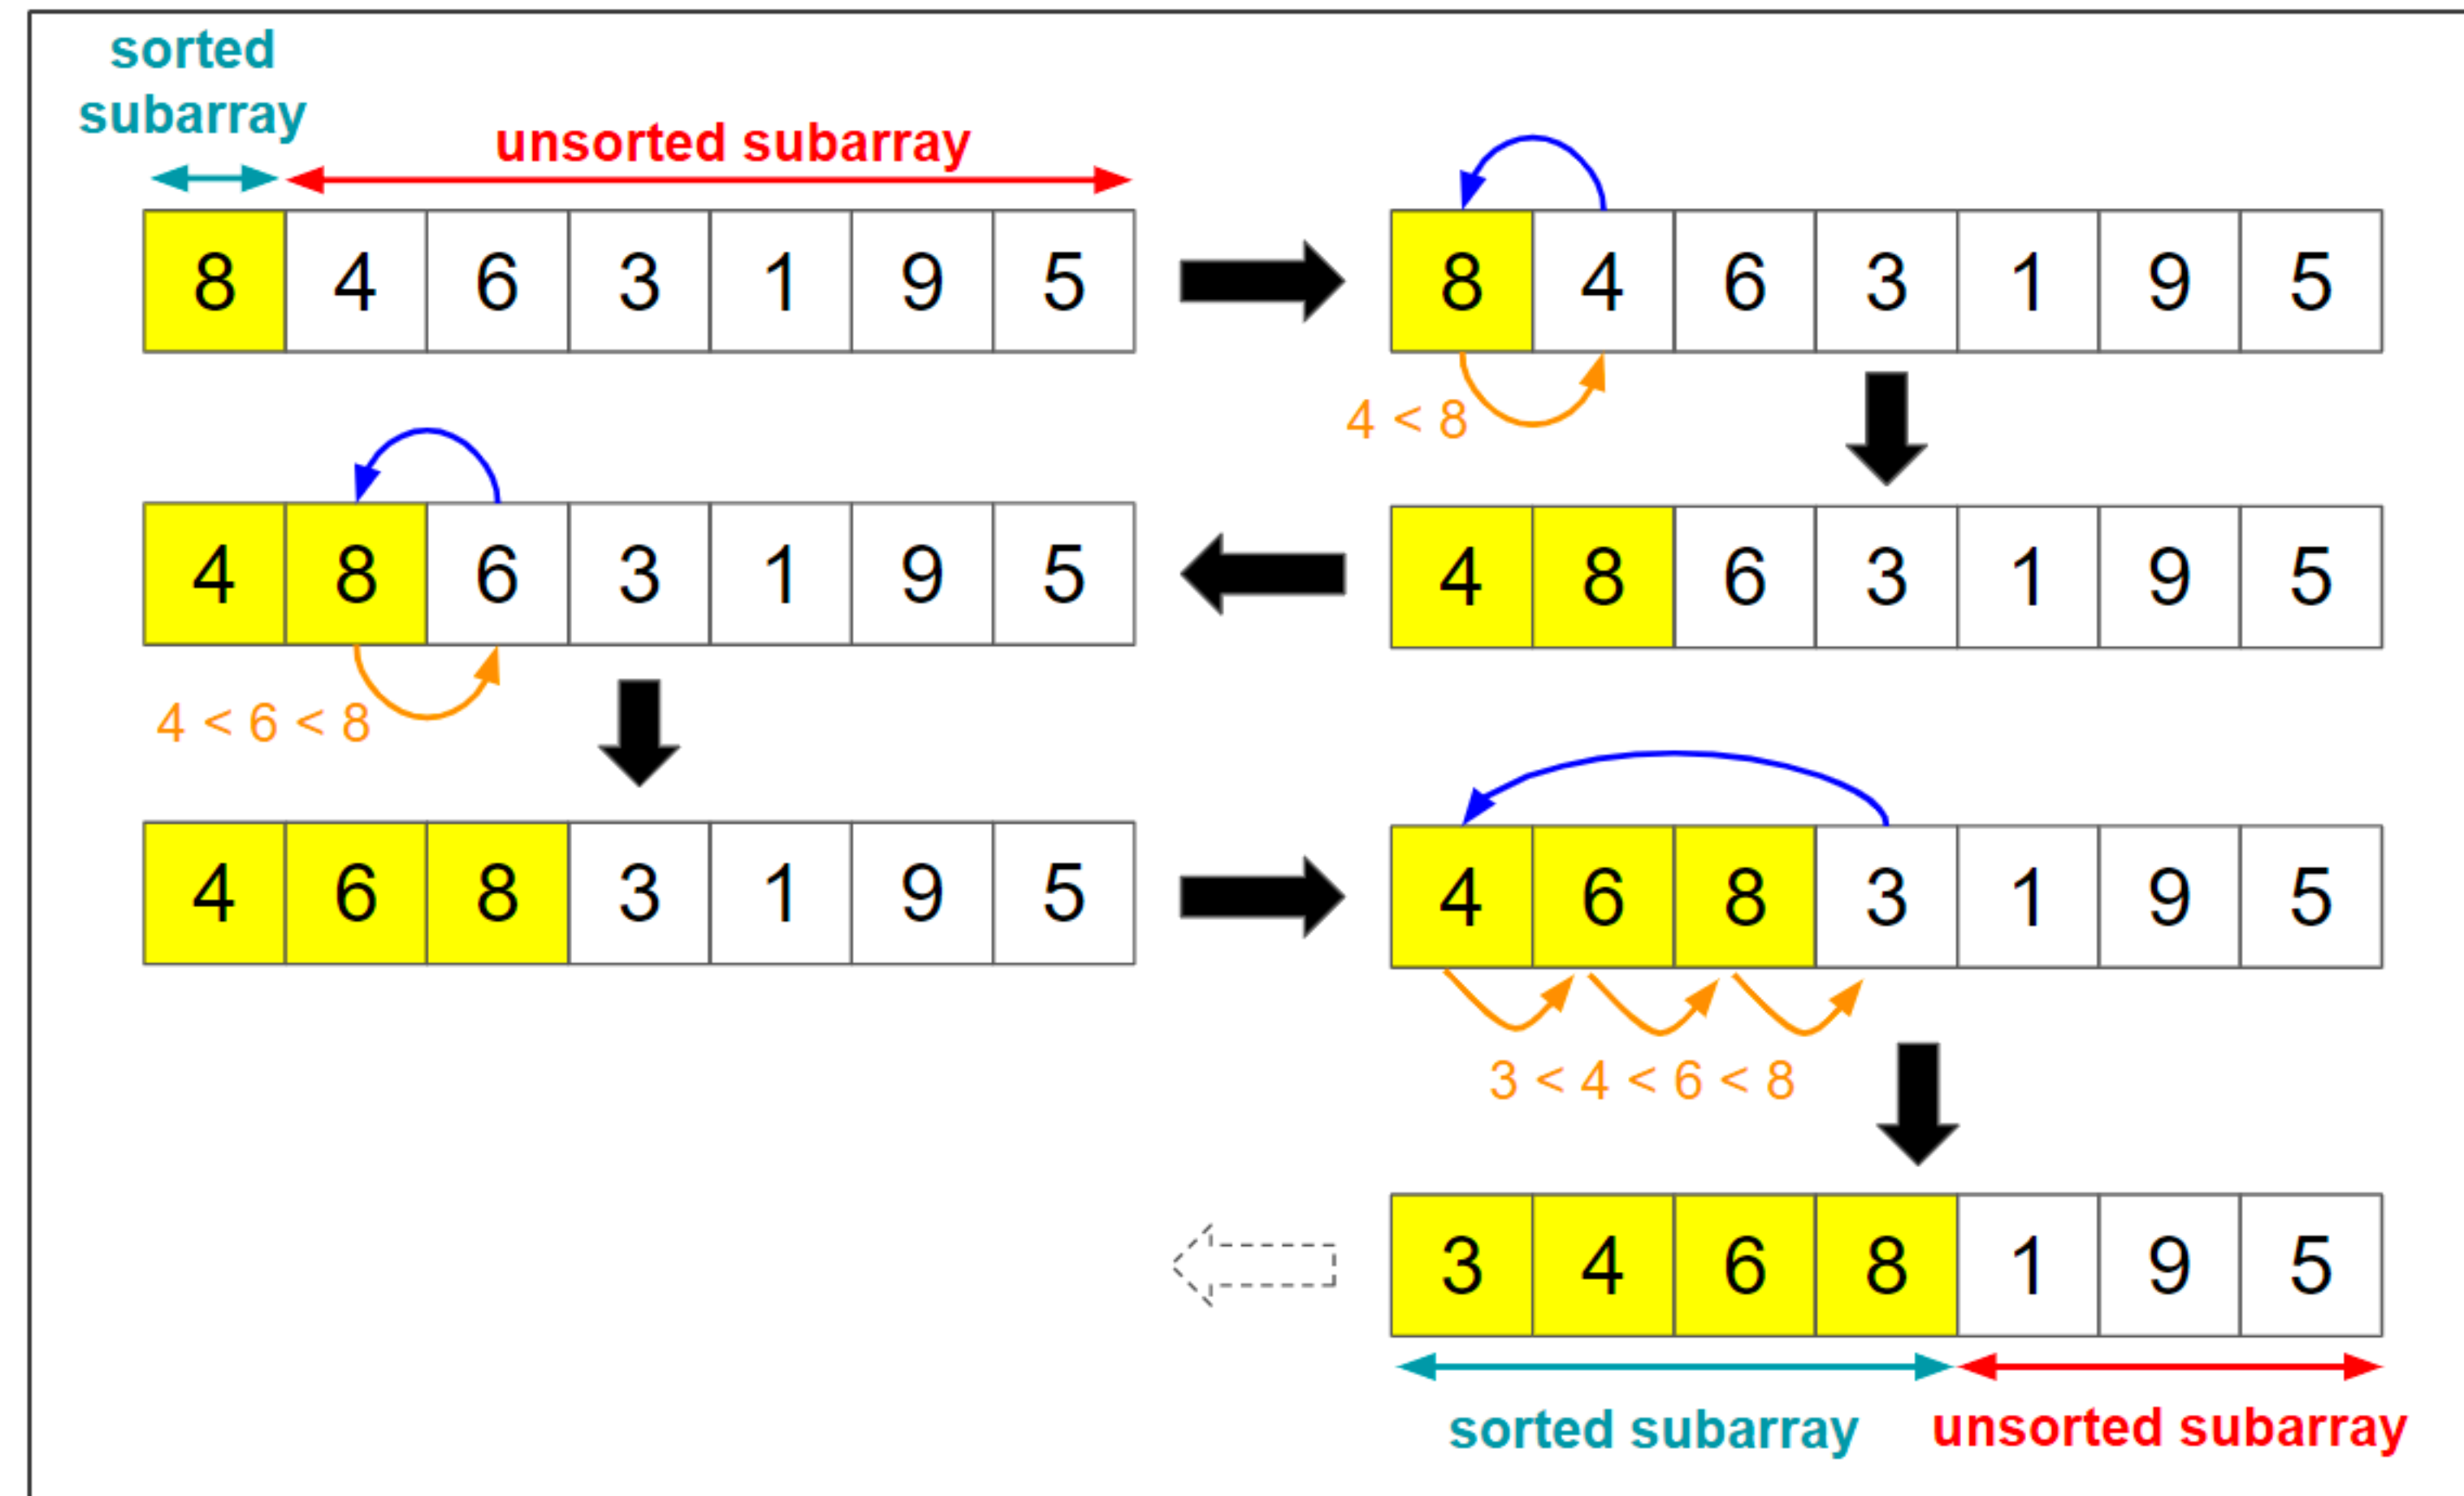 sorted
subarray
unsorted subarray
8 4 6 3 1 9 5
8 4 6 3 1 9 5
4 < 8
4 8 6 3 1 9 5
4 8 6 3 1 9 5
4 < 6 < 8
4 6 8 3 1 9 5
4 6 8 3 1 9 5
3 < 4 < 6 < 8
3 4 6 8 1 9 5
sorted subarray
unsorted subarray